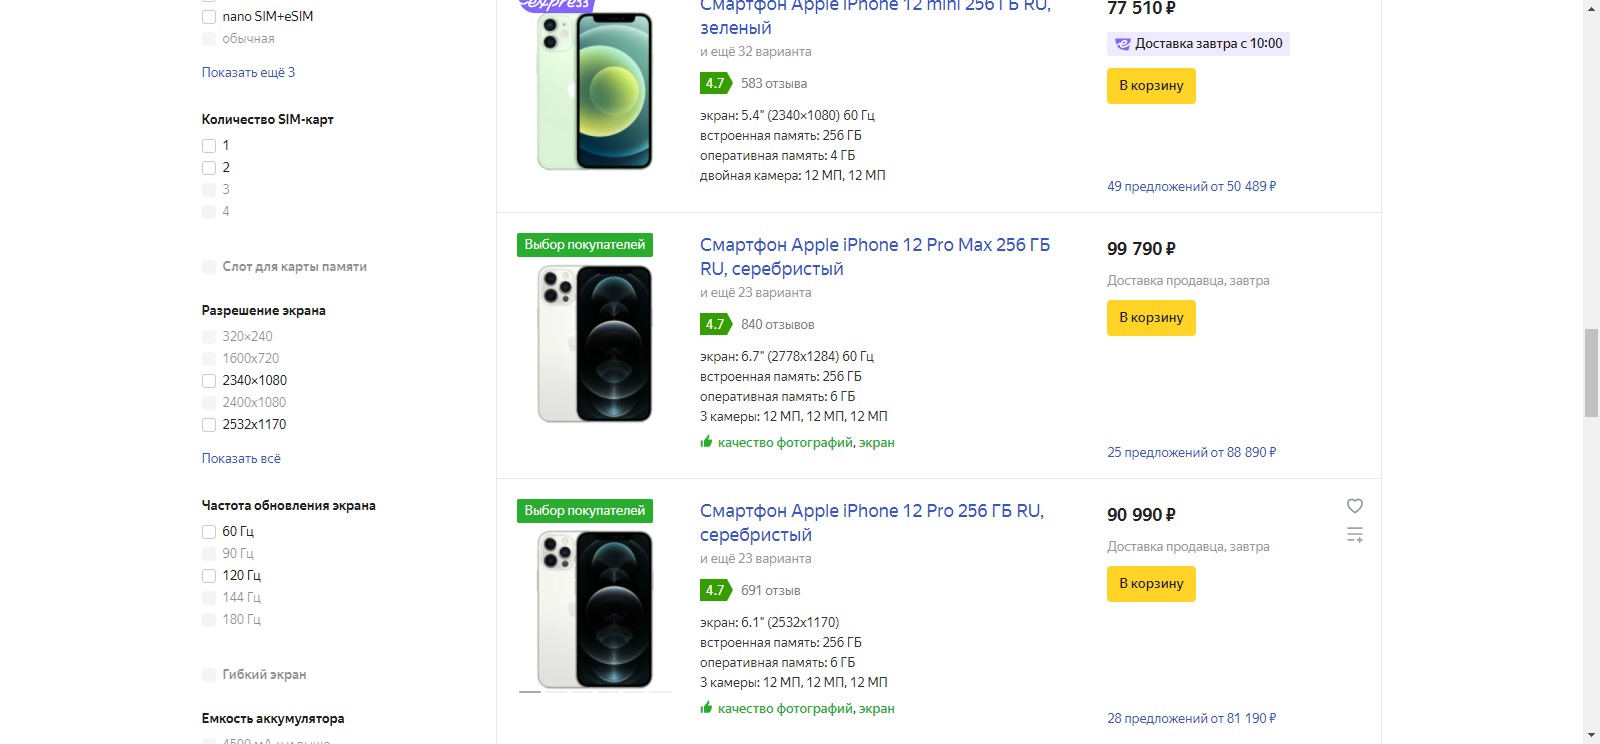 nano SIM+eSIM
обычная
Показать ещё 3
Количество SIM-карт
1
2
3
4
Слот для карты памяти
Разрешение экрана
320×240
1600x720
2340×1080
2400x1080
2532x1170
Показать всё
Частота обновления экрана
60 Гц
90 Гц
120 Гц
144 Гц
180 Гц
Гибкий экран
Емкость аккумулятора
express
Смартфон Apple iPhone 12 mini 256 ГБ RU,
зеленый
и ещё 32 варианта
4.7 583 отзыва
экран: 5.4" (2340×1080) 60 Гц
встроенная память: 256 ГБ
оперативная память: 4 ГБ
двойная камера: 12 МП, 12 МП
77 510 ₽
Доставка завтра с 10:00
В корзину
49 предложений от 50 489 ₽
Выбор покупателей
Смартфон Apple iPhone 12 Pro Max 256 ГБ
RU, серебристый
и ещё 23 варианта
4.7 840 отзывов
экран: 6.7" (2778x1284) 60 Гц
встроенная память: 256 ГБ
оперативная память: 6 ГБ
3 камеры: 12 МП, 12 МП, 12 МП
качество фотографий, экран
99 790 ₽
Доставка продавца, завтра
В корзину
25 предложений от 88 890 ₽
Выбор покупателей
Смартфон Apple iPhone 12 Pro 256 ГБ RU,
серебристый
и ещё 23 варианта
4.7 691 отзыв
экран: 6.1" (2532x1170)
встроенная память: 256 ГБ
оперативная память: 6 ГБ
3 камеры: 12 МП, 12 МП, 12 МП
качество фотографий, экран
90 990 ₽
Доставка продавца, завтра
В корзину
28 предложений от 81 190 ₽